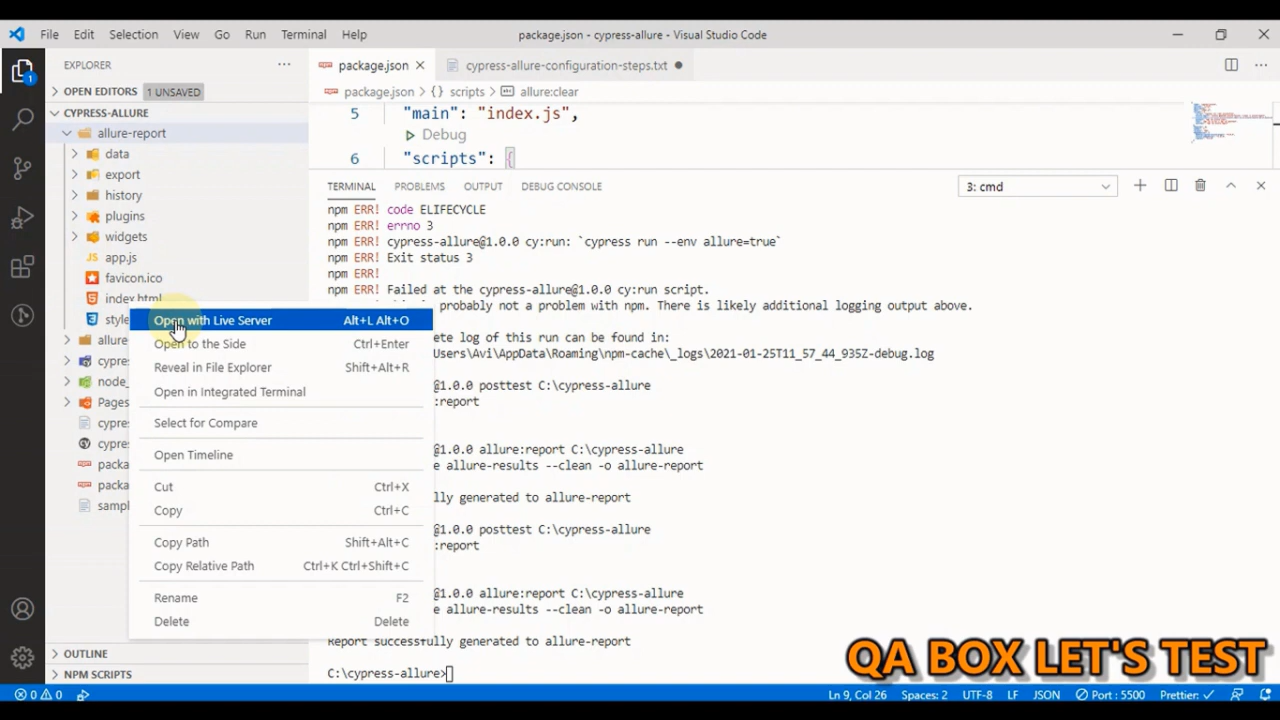 File Edit Selection View Go Run Terminal Help
package.json - cypress-allure - Visual Studio Code
EXPLORER
1
OPEN EDITORS 1 UNSAVED
CYPRESS-ALLURE
allure-report
data
export
history
plugins
widgets
JS app.js
favicon.ico
index.html
style
allure
cypre
node_
Pages
cypre
cypre
packa
packa
samp
OUTLINE
NPM SCRIPTS
Open with Live Server Alt+L Alt+O
Open to the Side Ctrl+Enter
Reveal in File Explorer Shift+Alt+R
Open in Integrated Terminal
Select for Compare
Open Timeline
Cut Ctrl+X
Copy Ctrl+C
Copy Path Shift+Alt+C
Copy Relative Path Ctrl+K Ctrl+Shift+C
Rename F2
Delete Delete
package.json
cypress-allure-configuration-steps.txt
package.json > {} scripts > abc allure:clear
5 "main": "index.js",
Debug
6 "scripts": {
TERMINAL PROBLEMS OUTPUT DEBUG CONSOLE
3: cmd
npm ERR! code ELIFECYCLE
npm ERR! errno 3
npm ERR! cypress-allure@1.0.0 cy:run: `cypress run --env allure=true`
npm ERR! Exit status 3
npm ERR!
npm ERR! Failed at the cypress-allure@1.0.0 cy:run script.
probably not a problem with npm. There is likely additional logging output above.
ete log of this run can be found in:
Users\Avi\AppData\Roaming\npm-cache\_logs\2021-01-25T11_57_44_935Z-debug.log
@1.0.0 posttest C:\cypress-allure
:report
@1.0.0 allure:report C:\cypress-allure
e allure-results --clean -o allure-report
lly generated to allure-report
@1.0.0 posttest C:\cypress-allure
:report
@1.0.0 allure:report C:\cypress-allure
e allure-results --clean -o allure-report
Report successfully generated to allure-report
C:\cypress-allure>
QA BOX LET'S TEST
0 0
Ln 9, Col 26 Spaces: 2 UTF-8 LF JSON Port : 5500 Prettier: